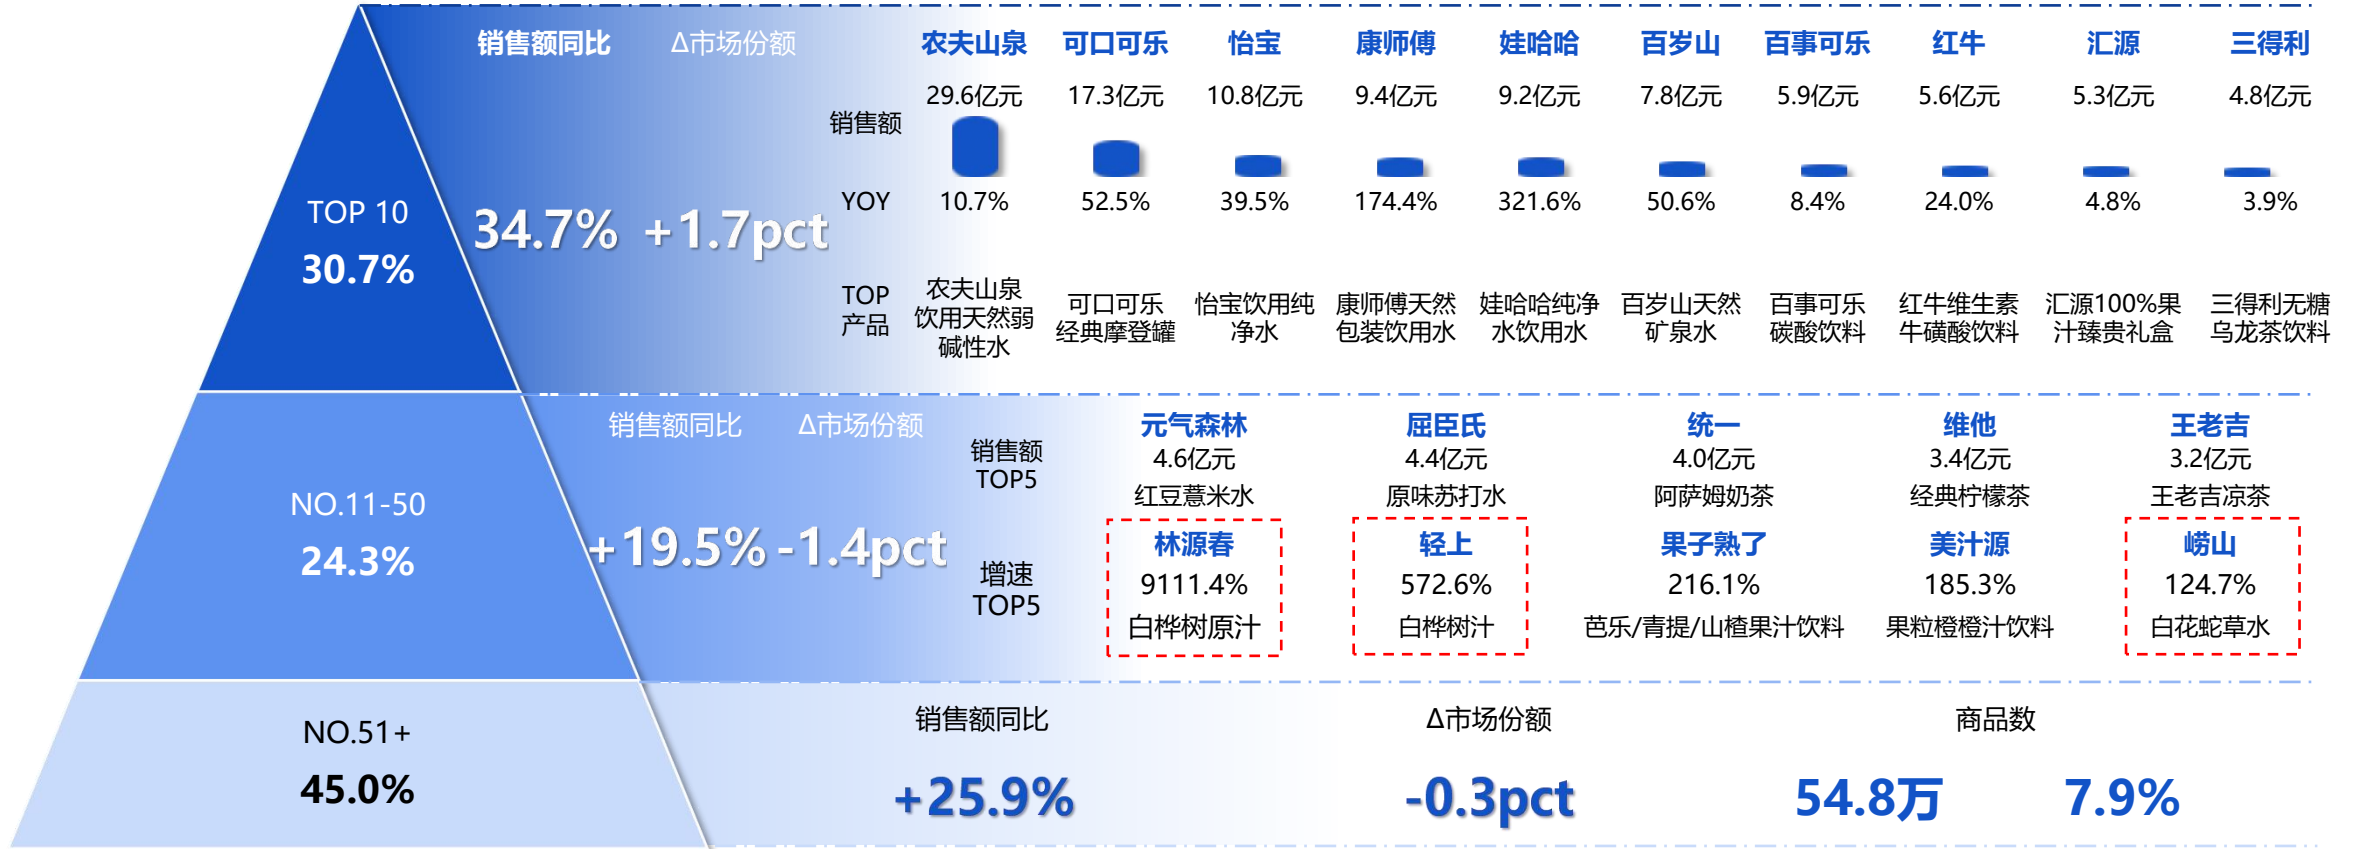 销售额同比 Δ市场份额 农夫山泉 可口可乐 怡宝 康师傅 娃哈哈 百岁山 百事可乐 红牛 汇源 三得利
29.6亿元 17.3亿元 10.8亿元 9.4亿元 9.2亿元 7.8亿元 5.9亿元 5.6亿元 5.3亿元 4.8亿元
销售额
YOY 10.7% 52.5% 39.5% 174.4% 321.6% 50.6% 8.4% 24.0% 4.8% 3.9%
TOP 10
30.7%
34.7% +1.7pct
TOP
产品
农夫山泉
饮用天然弱
碱性水
可口可乐
经典摩登罐
怡宝饮用纯
净水
康师傅天然
包装饮用水
娃哈哈纯净
水饮用水
百岁山天然
矿泉水
百事可乐
碳酸饮料
红牛维生素
牛磺酸饮料
汇源100%果
汁臻贵礼盒
三得利无糖
乌龙茶饮料
销售额同比 Δ市场份额
NO.11-50
24.3%
+19.5% -1.4pct
销售额
TOP5
元气森林 屈臣氏 统一 维他 王老吉
4.6亿元 4.4亿元 4.0亿元 3.4亿元 3.2亿元
红豆薏米水 原味苏打水 阿萨姆奶茶 经典柠檬茶 王老吉凉茶
增速
TOP5
林源春 轻上 果子熟了 美汁源 崂山
9111.4% 572.6% 216.1% 185.3% 124.7%
白桦树原汁 白桦树汁 芭乐/青提/山楂果汁饮料 果粒橙橙汁饮料 白花蛇草水
NO.51+
45.0%
销售额同比 Δ市场份额 商品数
+25.9% -0.3pct 54.8万 7.9%